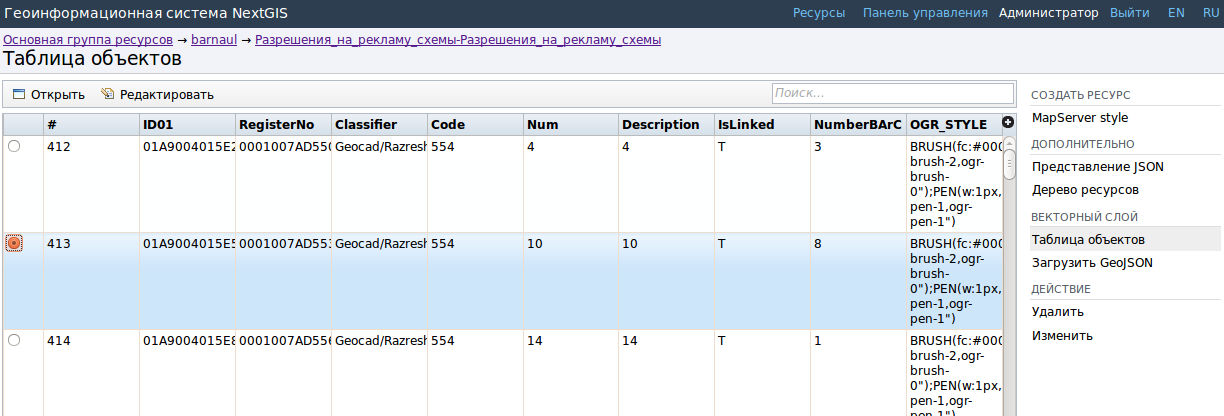 Геоинформационная система NextGIS Ресурсы Панель управления Администратор Выйти EN RU
Основная группа ресурсов → barnaul → Разрешения_на_рекламу_схемы-Разрешения_на_рекламу_схемы
Таблица объектов
Открыть Редактировать Поиск...
# ID01 RegisterNo Classifier Code Num Description IsLinked NumberBArC OGR_STYLE
412 01A9004015E2 0001007AD550 Geocad/Razresh 554 4 4 T 3 BRUSH(fc:#000
brush-2,ogr-
brush-
0");PEN(w:1px,
pen-1,ogr-
pen-1")
413 01A9004015E5 0001007AD553 Geocad/Razresh 554 10 10 T 8 BRUSH(fc:#000
brush-2,ogr-
brush-
0");PEN(w:1px,
pen-1,ogr-
pen-1")
414 01A9004015E8 0001007AD556 Geocad/Razresh 554 14 14 T 1 BRUSH(fc:#000
brush-2,ogr-
brush-
0");PEN(w:1px,
pen-1,ogr-
pen-1")
СОЗДАТЬ РЕСУРС
MapServer style
ДОПОЛНИТЕЛЬНО
Представление JSON
Дерево ресурсов
ВЕКТОРНЫЙ СЛОЙ
Таблица объектов
Загрузить GeoJSON
ДЕЙСТВИЕ
Удалить
Изменить